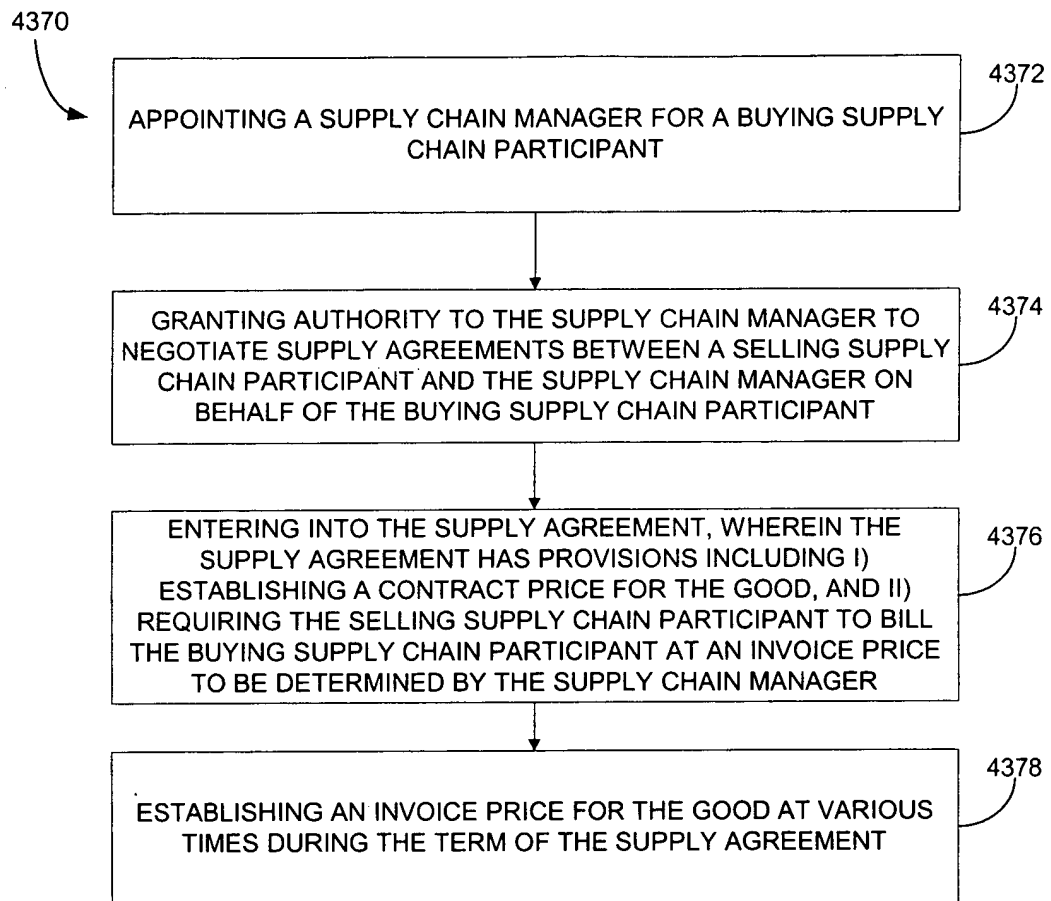 4370
4372
APPOINTING A SUPPLY CHAIN MANAGER FOR A BUYING SUPPLY
CHAIN PARTICIPANT
4374
GRANTING AUTHORITY TO THE SUPPLY CHAIN MANAGER TO
NEGOTIATE SUPPLY AGREEMENTS BETWEEN A SELLING SUPPLY
CHAIN PARTICIPANT AND THE SUPPLY CHAIN MANAGER ON
BEHALF OF THE BUYING SUPPLY CHAIN PARTICIPANT
4376
ENTERING INTO THE SUPPLY AGREEMENT, WHEREIN THE
SUPPLY AGREEMENT HAS PROVISIONS INCLUDING I)
ESTABLISHING A CONTRACT PRICE FOR THE GOOD, AND II)
REQUIRING THE SELLING SUPPLY CHAIN PARTICIPANT TO BILL
THE BUYING SUPPLY CHAIN PARTICIPANT AT AN INVOICE PRICE
TO BE DETERMINED BY THE SUPPLY CHAIN MANAGER
4378
ESTABLISHING AN INVOICE PRICE FOR THE GOOD AT VARIOUS
TIMES DURING THE TERM OF THE SUPPLY AGREEMENT